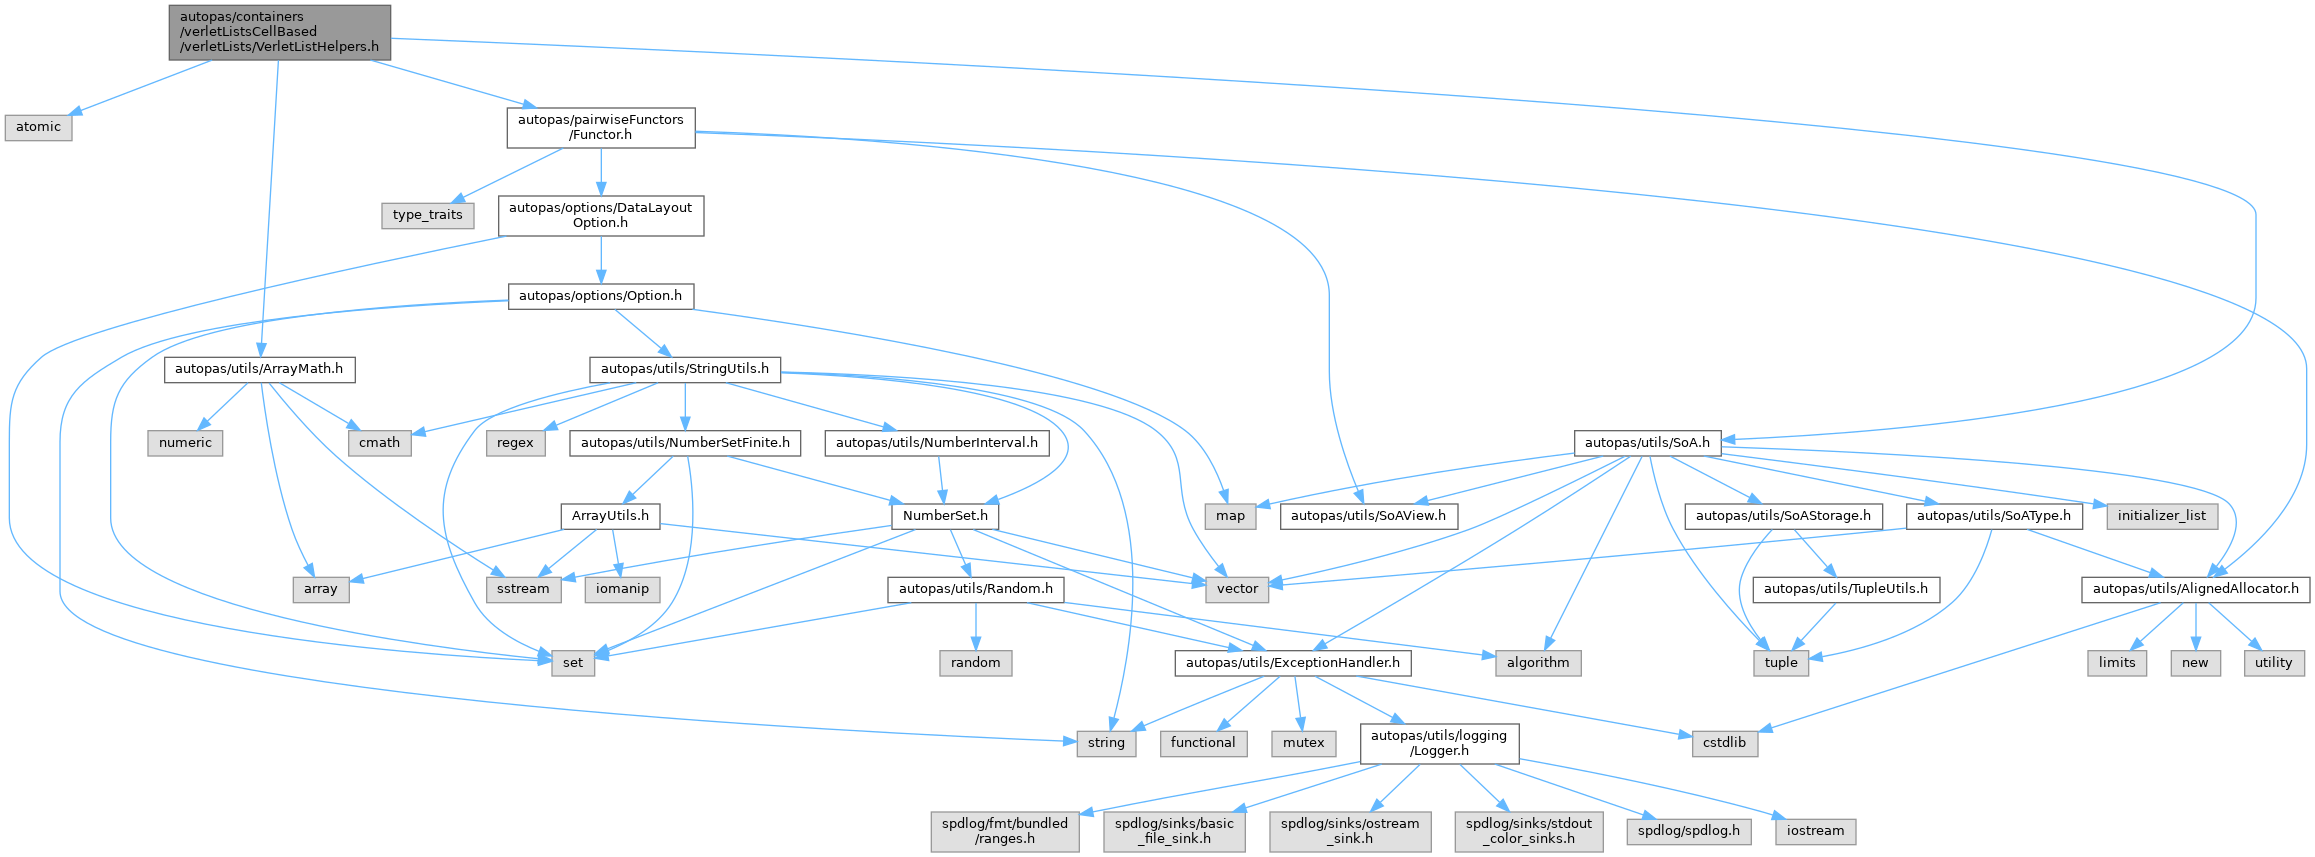 autopas/containers
/verletListsCellBased
/verletLists/VerletListHelpers.h
atomic
autopas/pairwiseFunctors
/Functor.h
type_traits
autopas/options/DataLayout
Option.h
autopas/options/Option.h
autopas/utils/ArrayMath.h
autopas/utils/StringUtils.h
numeric
cmath
regex
autopas/utils/NumberSetFinite.h
autopas/utils/NumberInterval.h
autopas/utils/SoA.h
ArrayUtils.h
NumberSet.h
map
autopas/utils/SoAView.h
autopas/utils/SoAStorage.h
autopas/utils/SoAType.h
initializer_list
array
sstream
iomanip
autopas/utils/Random.h
vector
autopas/utils/TupleUtils.h
autopas/utils/AlignedAllocator.h
set
random
autopas/utils/ExceptionHandler.h
algorithm
tuple
limits
new
utility
string
functional
mutex
autopas/utils/logging
/Logger.h
cstdlib
spdlog/fmt/bundled
/ranges.h
spdlog/sinks/basic
_file_sink.h
spdlog/sinks/ostream
_sink.h
spdlog/sinks/stdout
_color_sinks.h
spdlog/spdlog.h
iostream